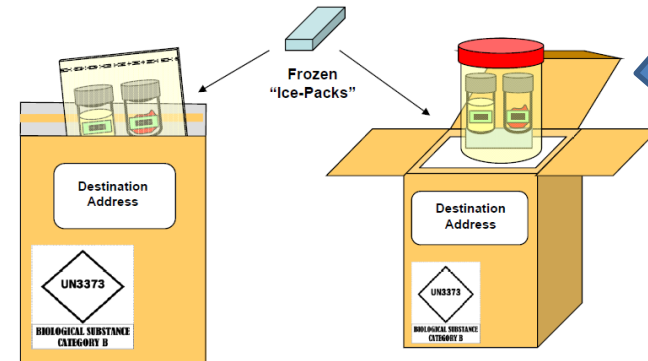 Frozen
“Ice-Packs”
Destination
Address
UN3373
BIOLOGICAL SUBSTANCE
CATEGORY B
Destination
Address
UN3373
BIOLOGICAL SUBSTANCE
CATEGORY B